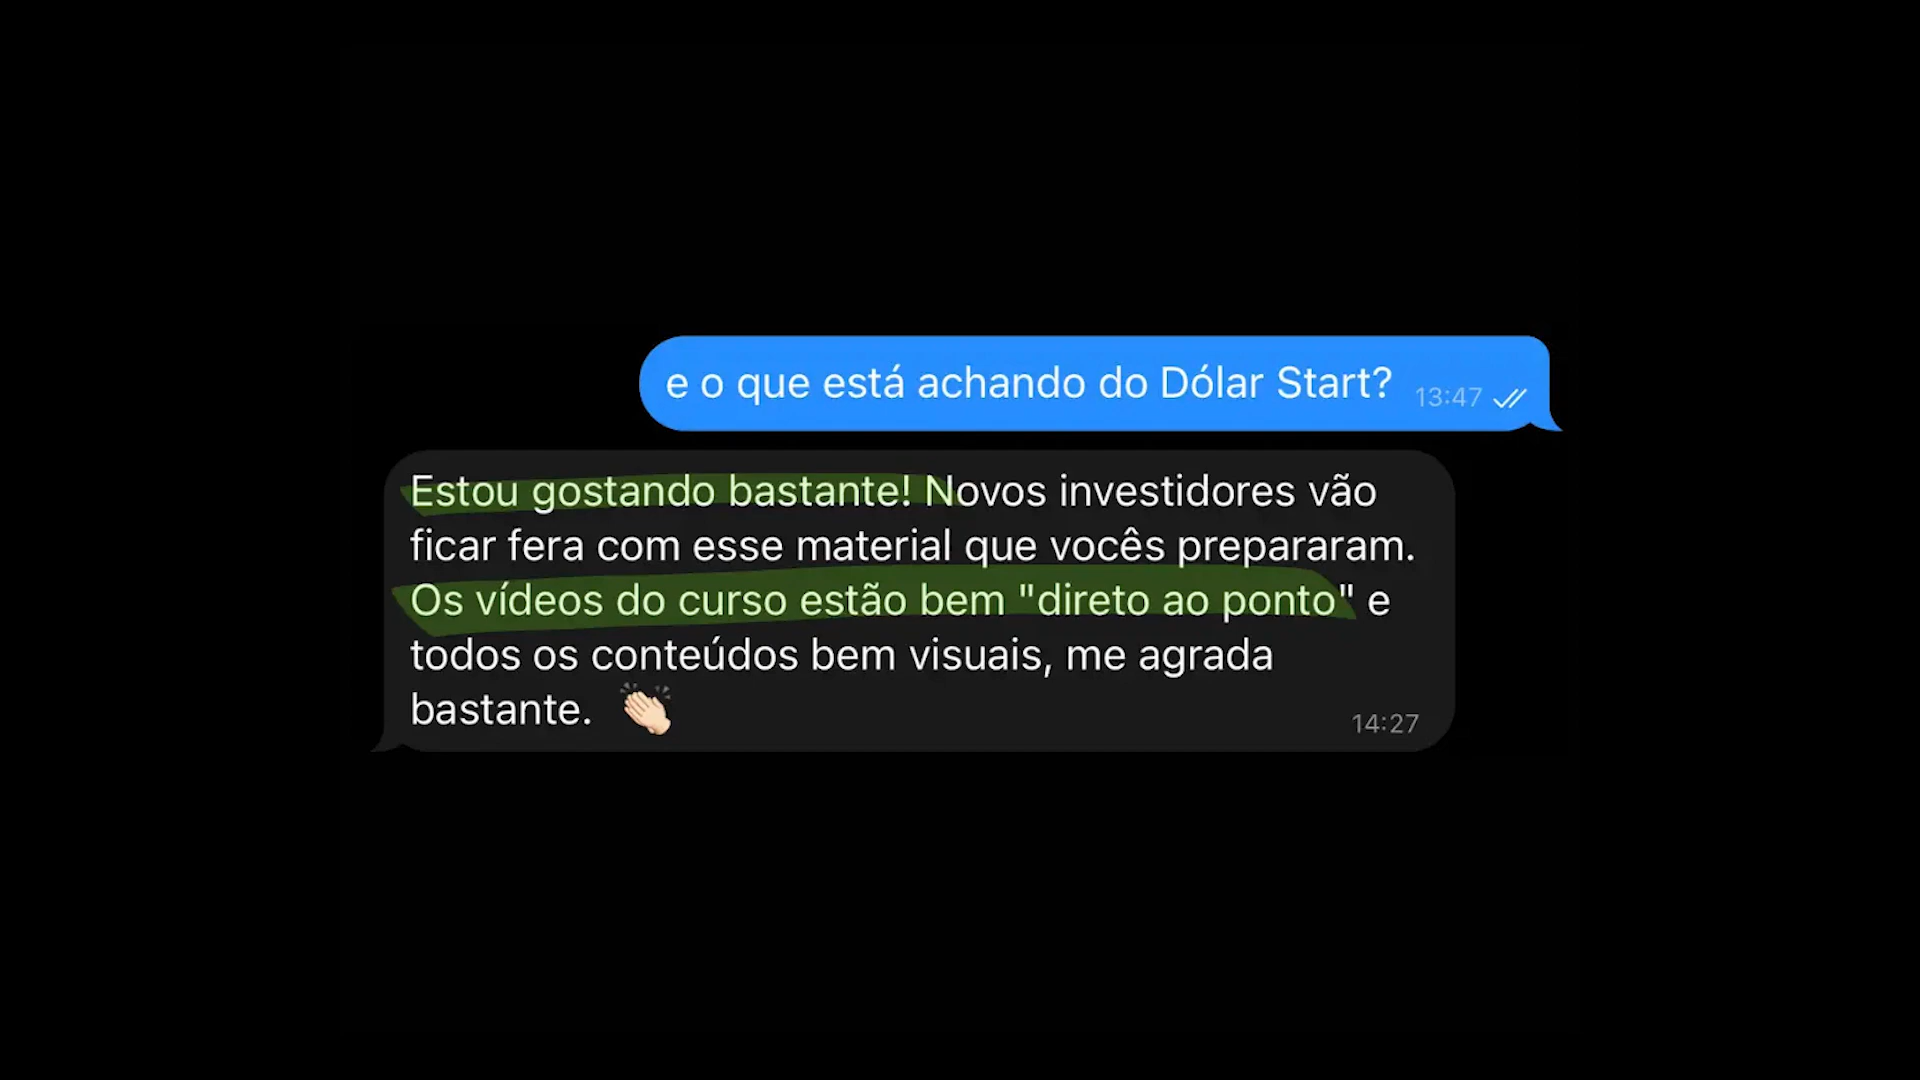 e o que está achando do Dólar Start? 13:47
Estou gostando bastante! Novos investidores vão
ficar fera com esse material que vocês prepararam.
Os vídeos do curso estão bem "direto ao ponto" e
todos os conteúdos bem visuais, me agrada
bastante. 👏🏻
14:27